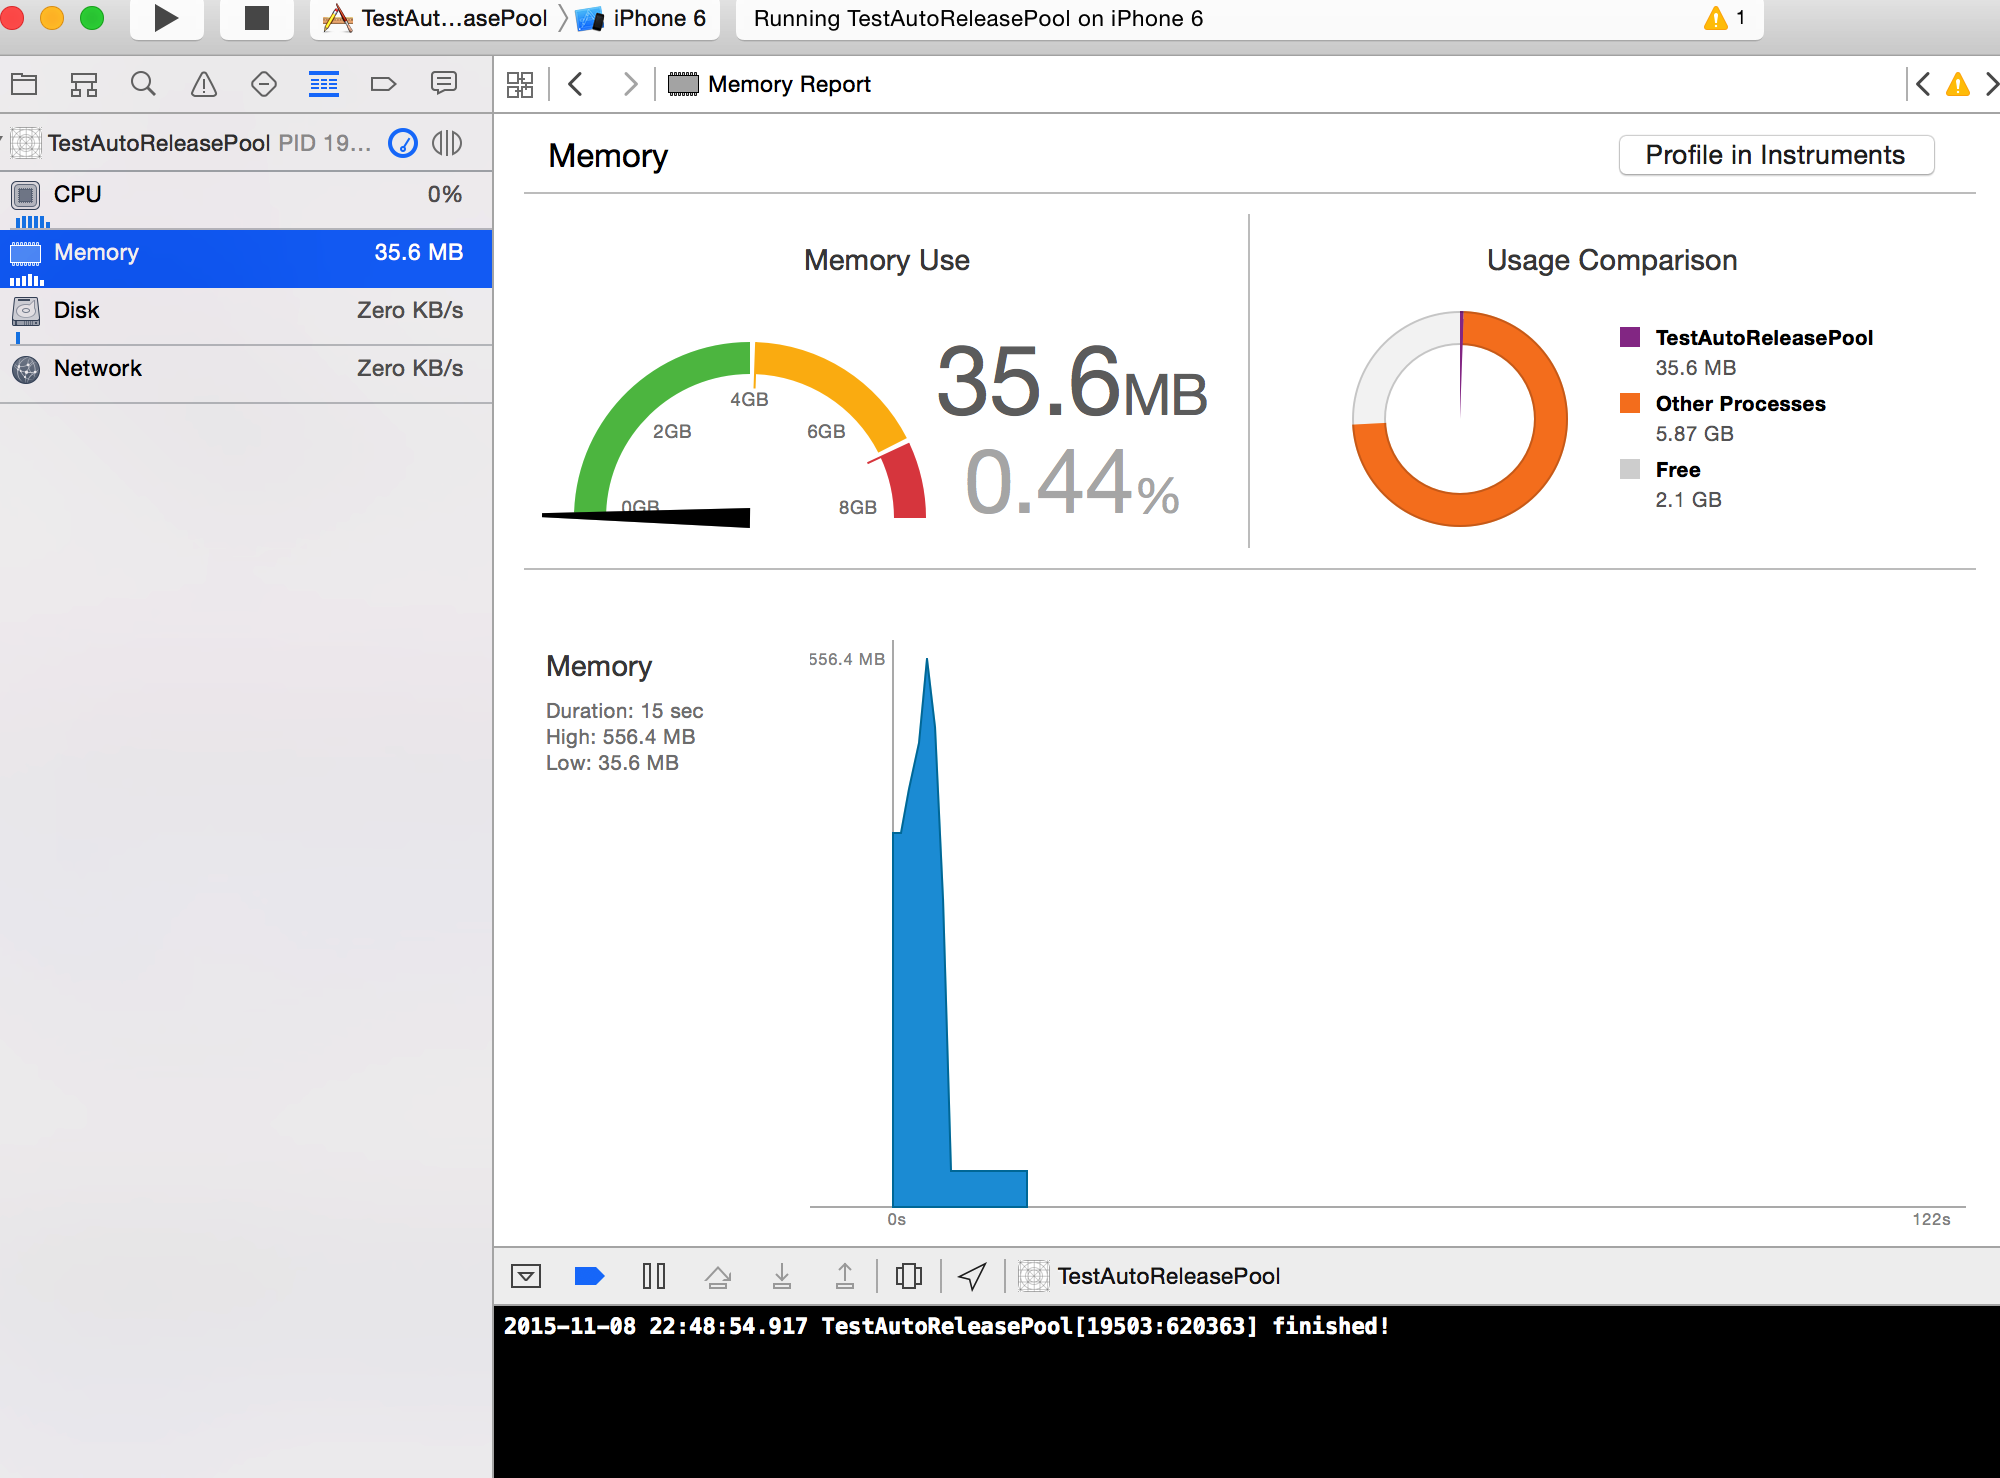 TestAut...asePool
iPhone 6
Running TestAutoReleasePool on iPhone 6
1
Memory Report
TestAutoReleasePool PID 19...
CPU 0%
Memory 35.6 MB
Disk Zero KB/s
Network Zero KB/s
Memory
Profile in Instruments
Memory Use
0GB
2GB
4GB
6GB
8GB
35.6MB
0.44%
Usage Comparison
TestAutoReleasePool
35.6 MB
Other Processes
5.87 GB
Free
2.1 GB
Memory
Duration: 15 sec
High: 556.4 MB
Low: 35.6 MB
556.4 MB
0s
122s
TestAutoReleasePool
2015-11-08 22:48:54.917 TestAutoReleasePool[19503:620363] finished!